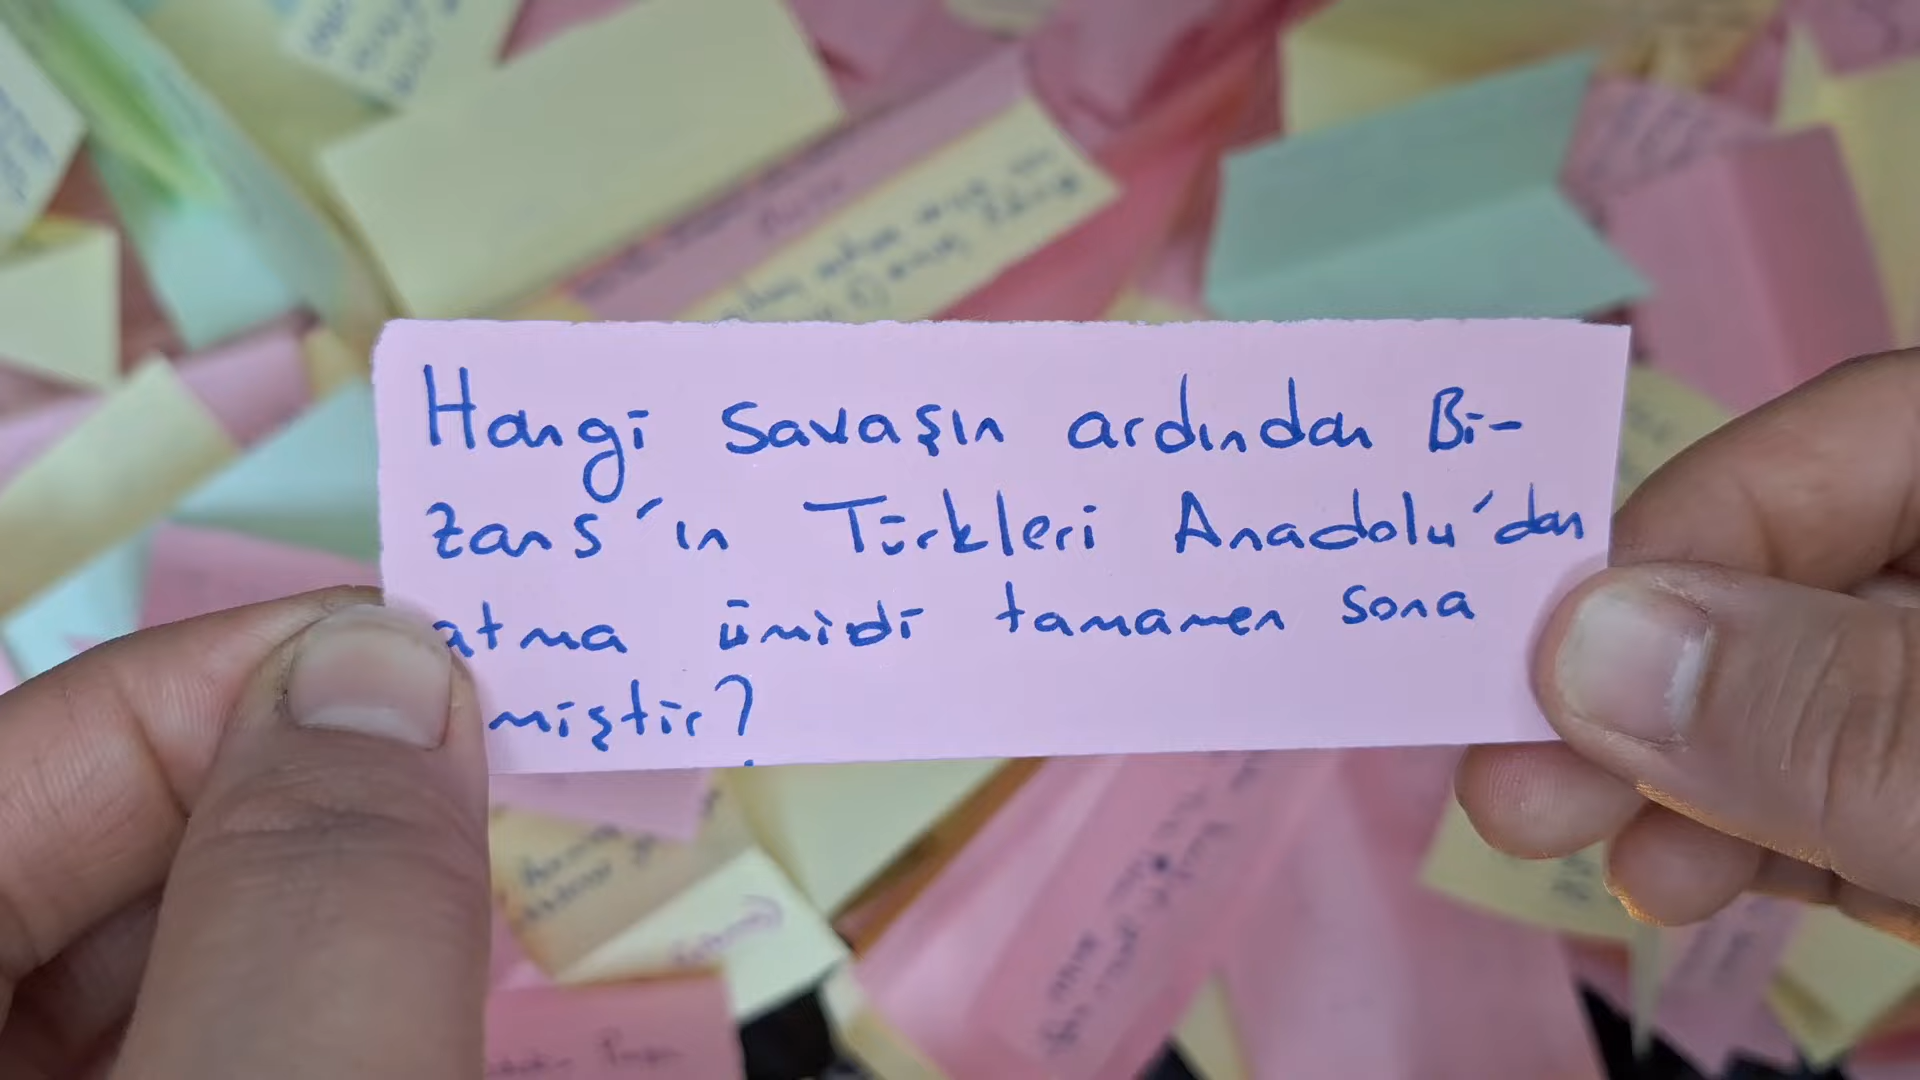 Hangi savaşın ardından Bi-
zans'ın Türkleri Anadolu'dan
atma ümidi tamamen sona
miştir?